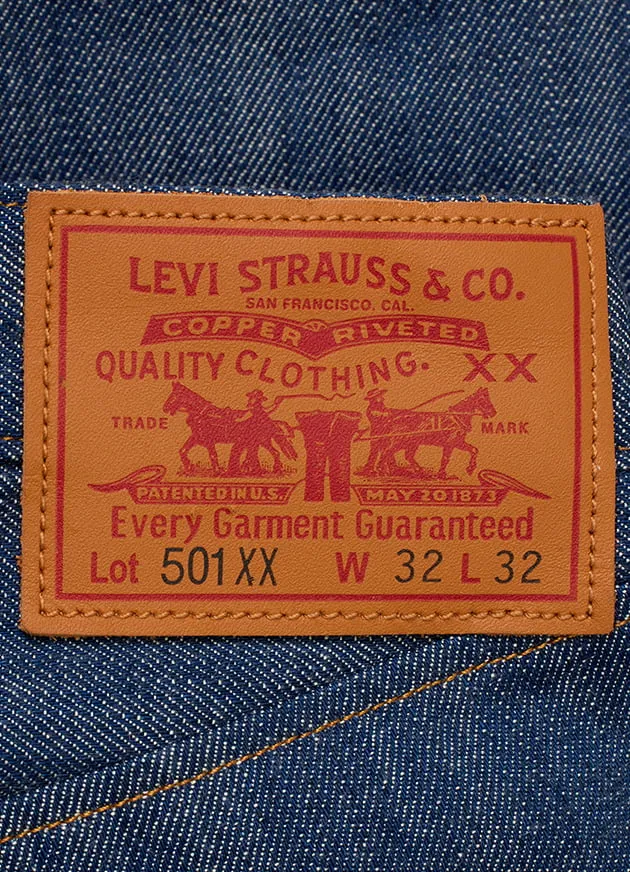 LEVI STRAUSS & CO.
SAN FRANCISCO. CAL.
COPPER RIVETED
QUALITY CLOTHING. XX
TRADE MARK
PATENTED IN U.S. MAY 20 1873
Every Garment Guaranteed
Lot 501XX W 32 L 32